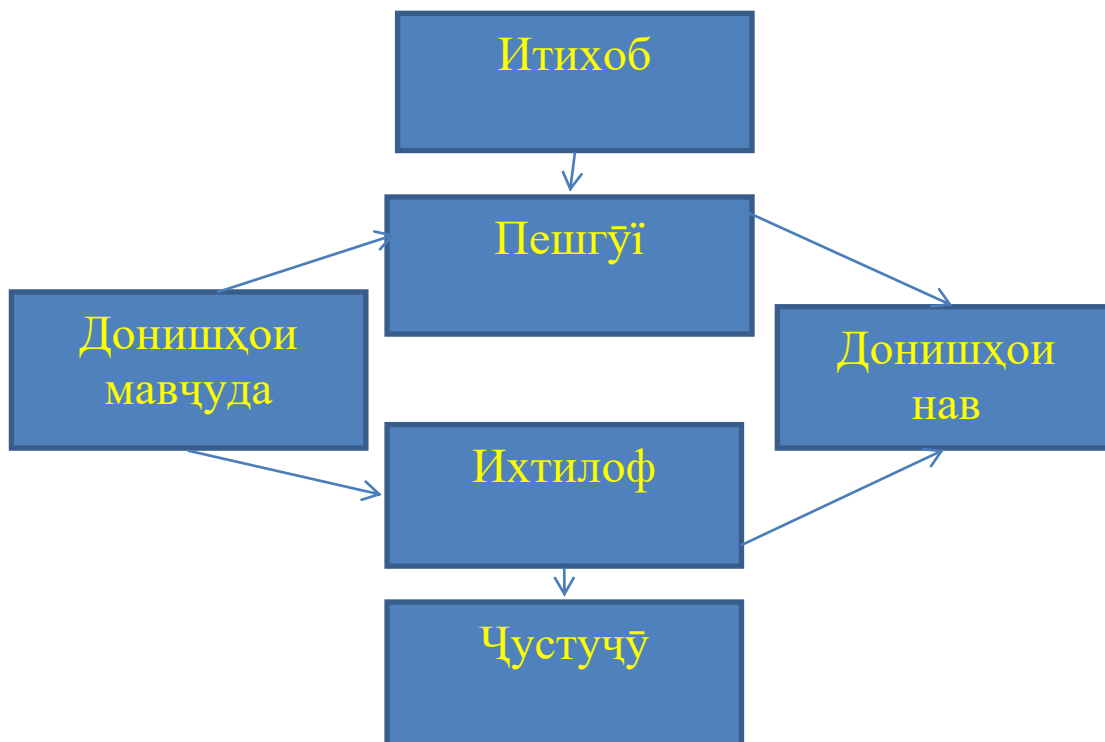 Итихоб
Пешгӯї
Донишҳои
мавҷуда
Донишҳои
нав
Ихтилоф
Ҷустуҷӯ